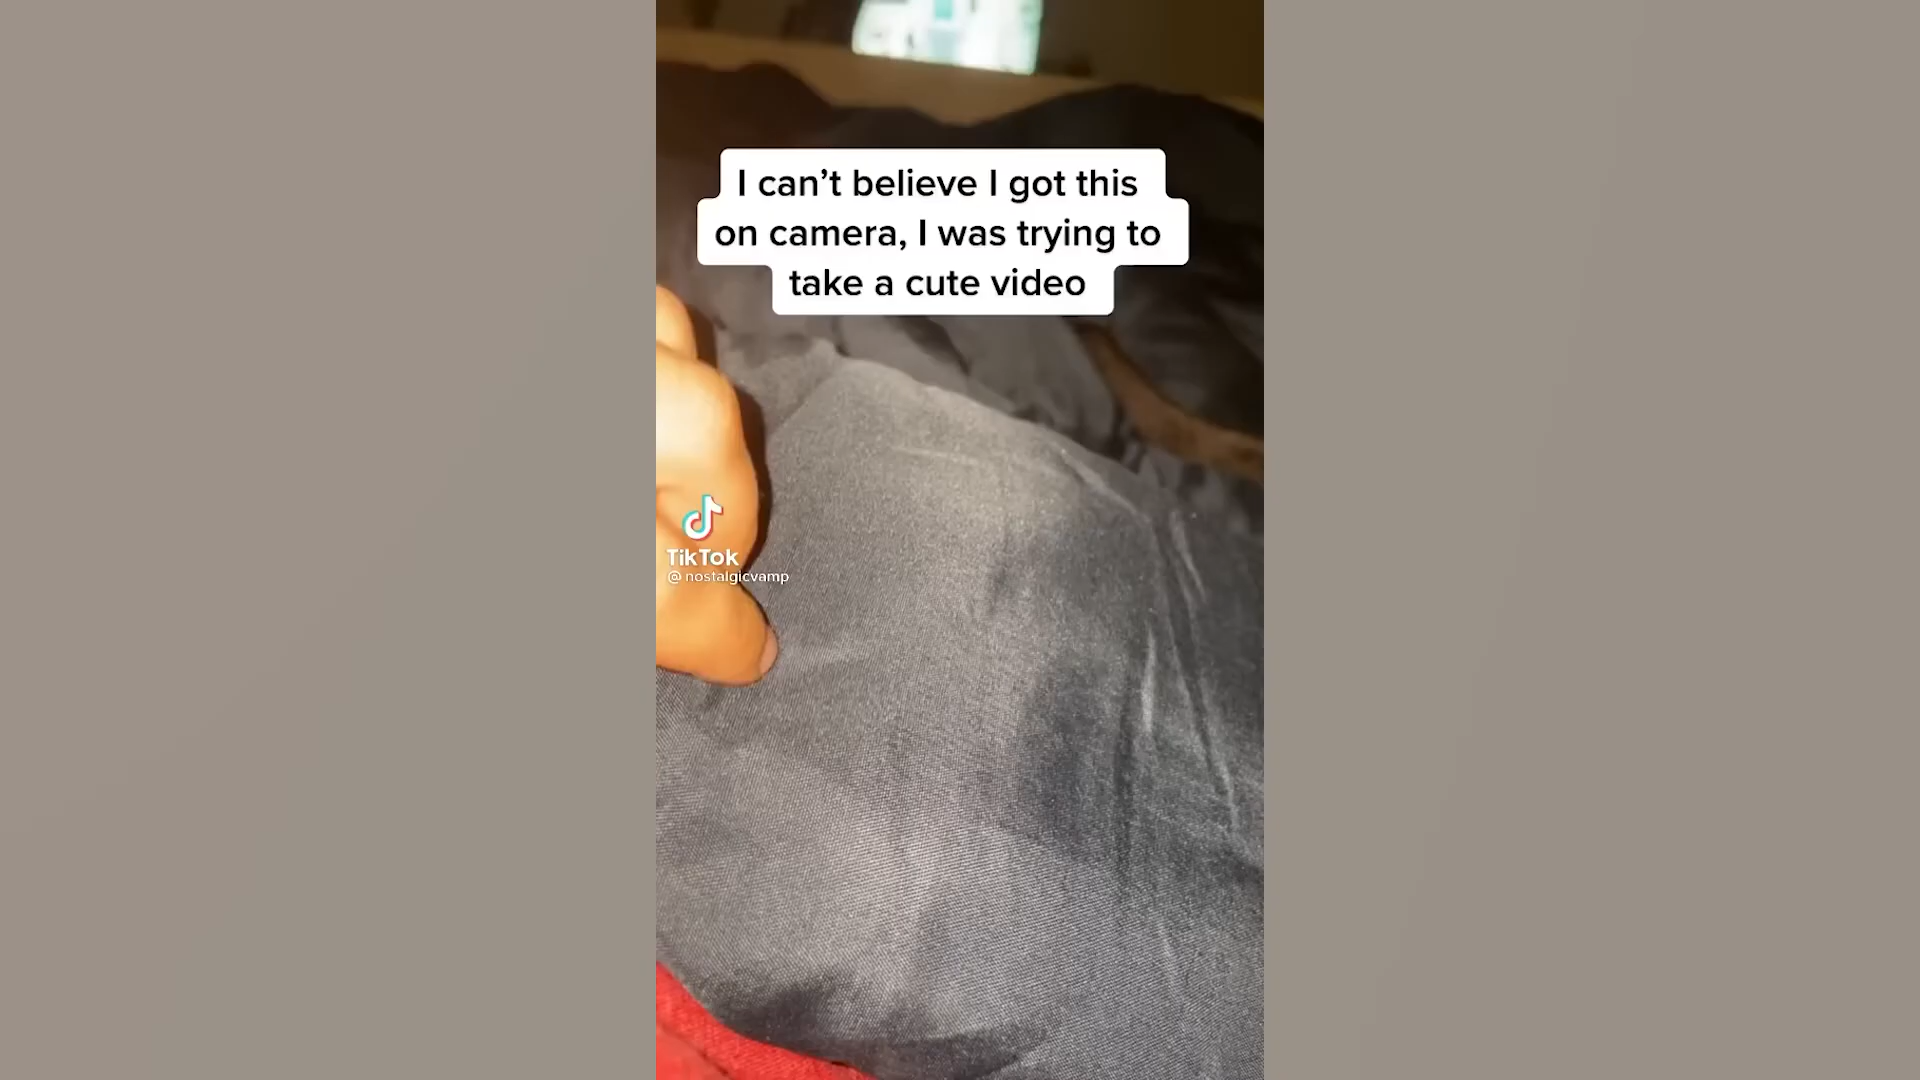 I can’t believe I got this
on camera, I was trying to
take a cute video
TikTok
@ nostalgicvamp